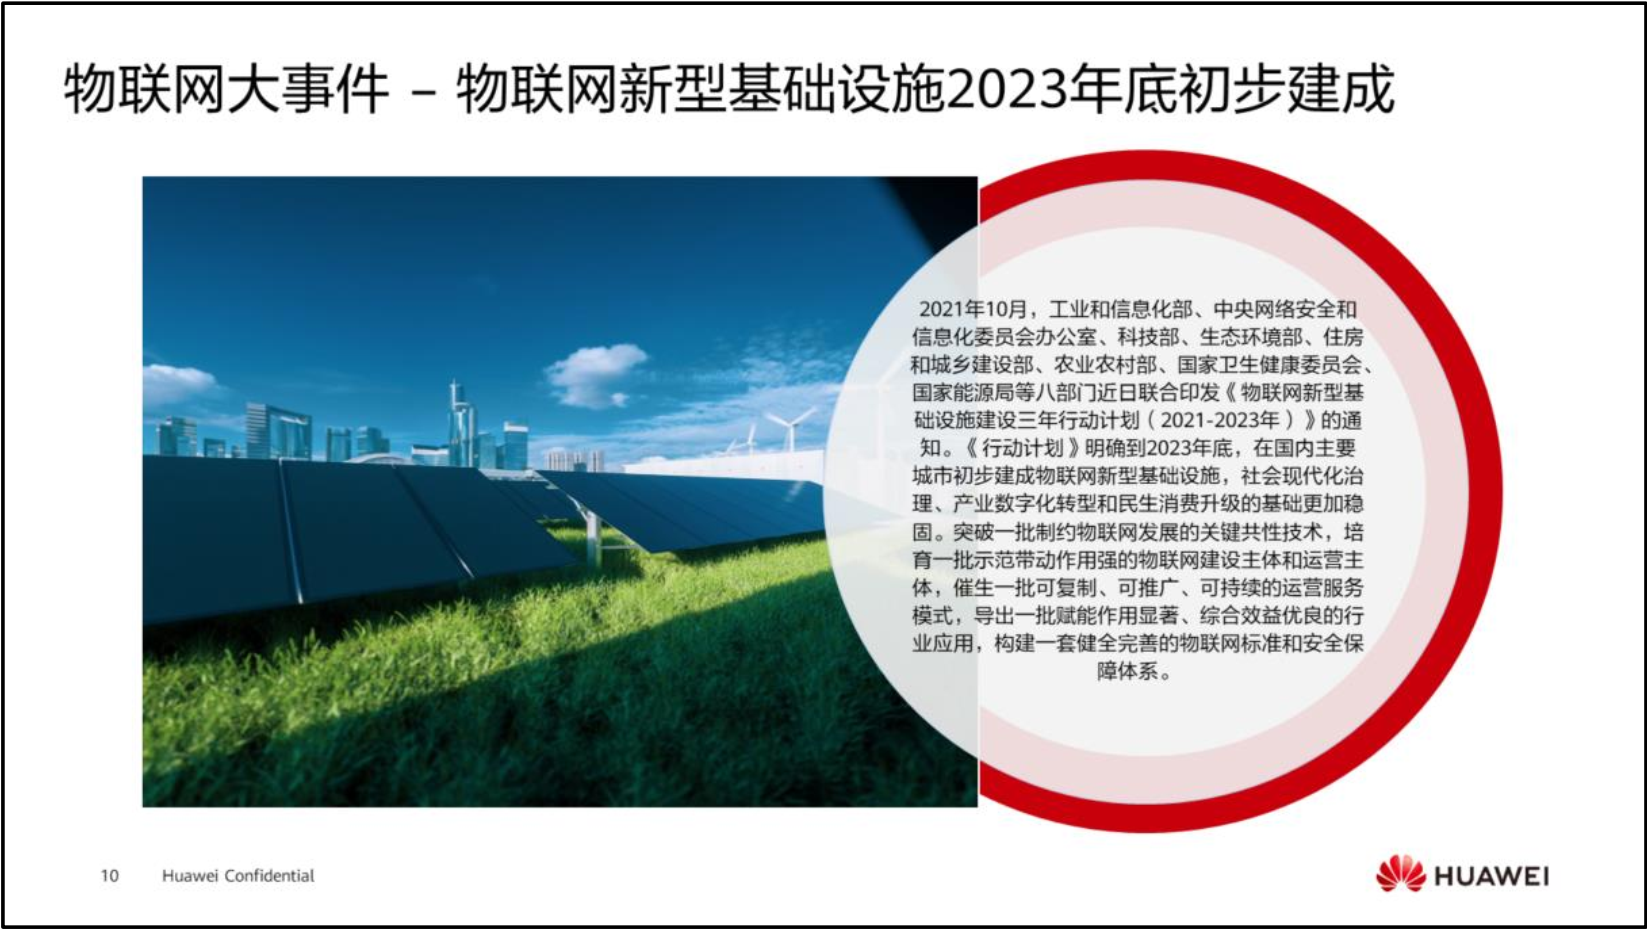 物联网大事件 – 物联网新型基础设施2023年底初步建成
2021年10月，工业和信息化部、中央网络安全和
信息化委员会办公室、科技部、生态环境部、住房
和城乡建设部、农业农村部、国家卫生健康委员会、
国家能源局等八部门近日联合印发《物联网新型基
础设施建设三年行动计划（2021-2023年）》的通
知。《行动计划》明确到2023年底，在国内主要
城市初步建成物联网新型基础设施，社会现代化治
理、产业数字化转型和民生消费升级的基础更加稳
固。突破一批制约物联网发展的关键共性技术，培
育一批示范带动作用强的物联网建设主体和运营主
体，催生一批可复制、可推广、可持续的运营服务
模式，导出一批赋能作用显著、综合效益优良的行
业应用，构建一套健全完善的物联网标准和安全保
障体系。
10 Huawei Confidential
HUAWEI